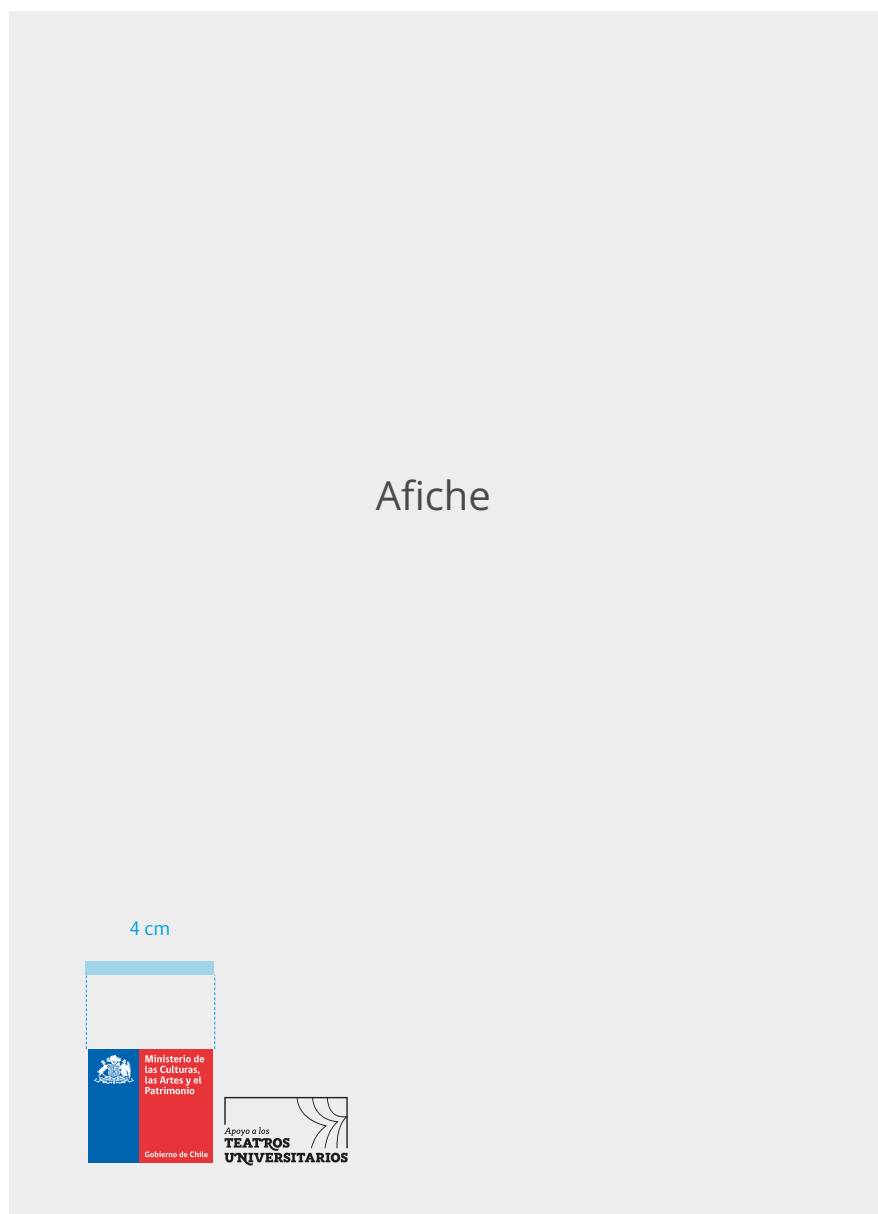 Afiche
4 cm
Ministerio de
las Culturas,
las Artes y el
Patrimonio
Gobierno de Chile
Apoyo a los
TEATROS
UNIVERSITARIOS